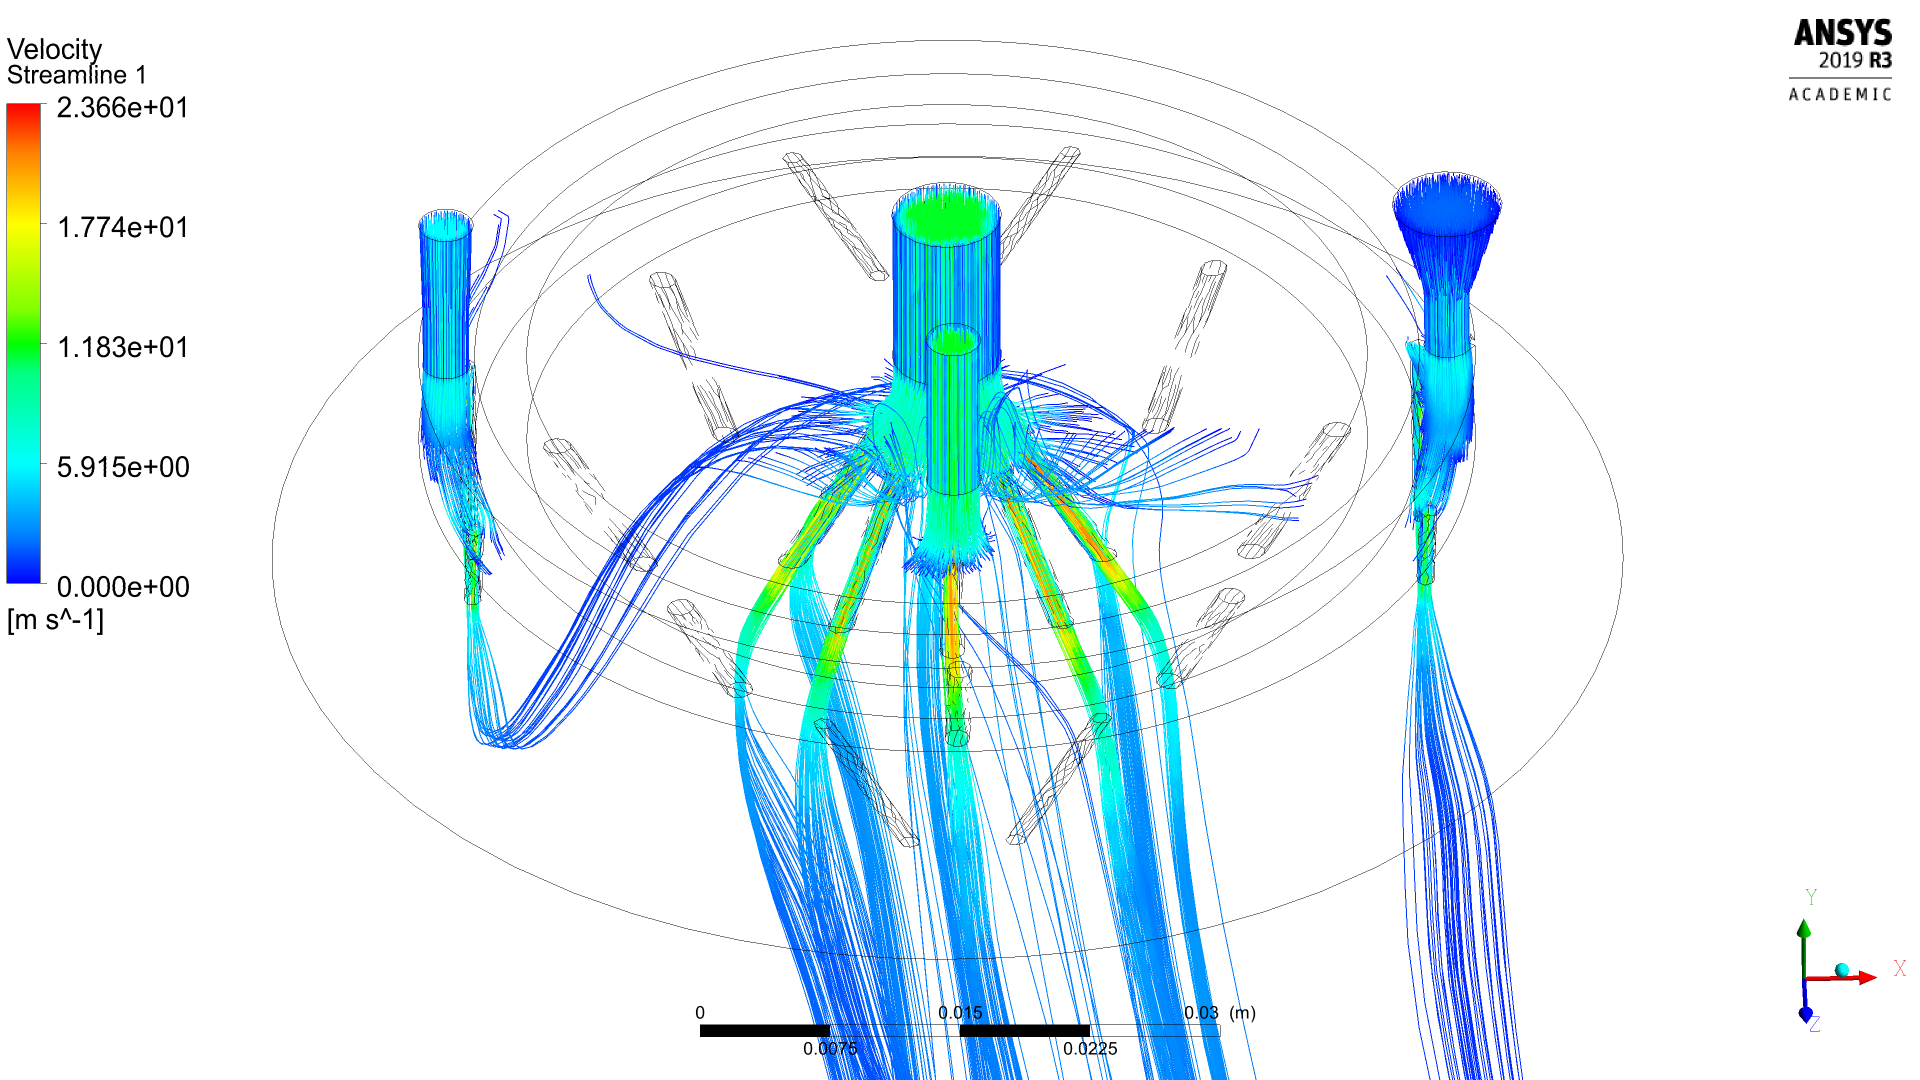 Velocity
Streamline 1
2.366e+01
1.774e+01
1.183e+01
5.915e+00
0.000e+00
[m s^-1]
ANSYS
2019 R3
ACADEMIC
0 0.015 0.03 (m)
0.0075 0.0225
Y
X
Z